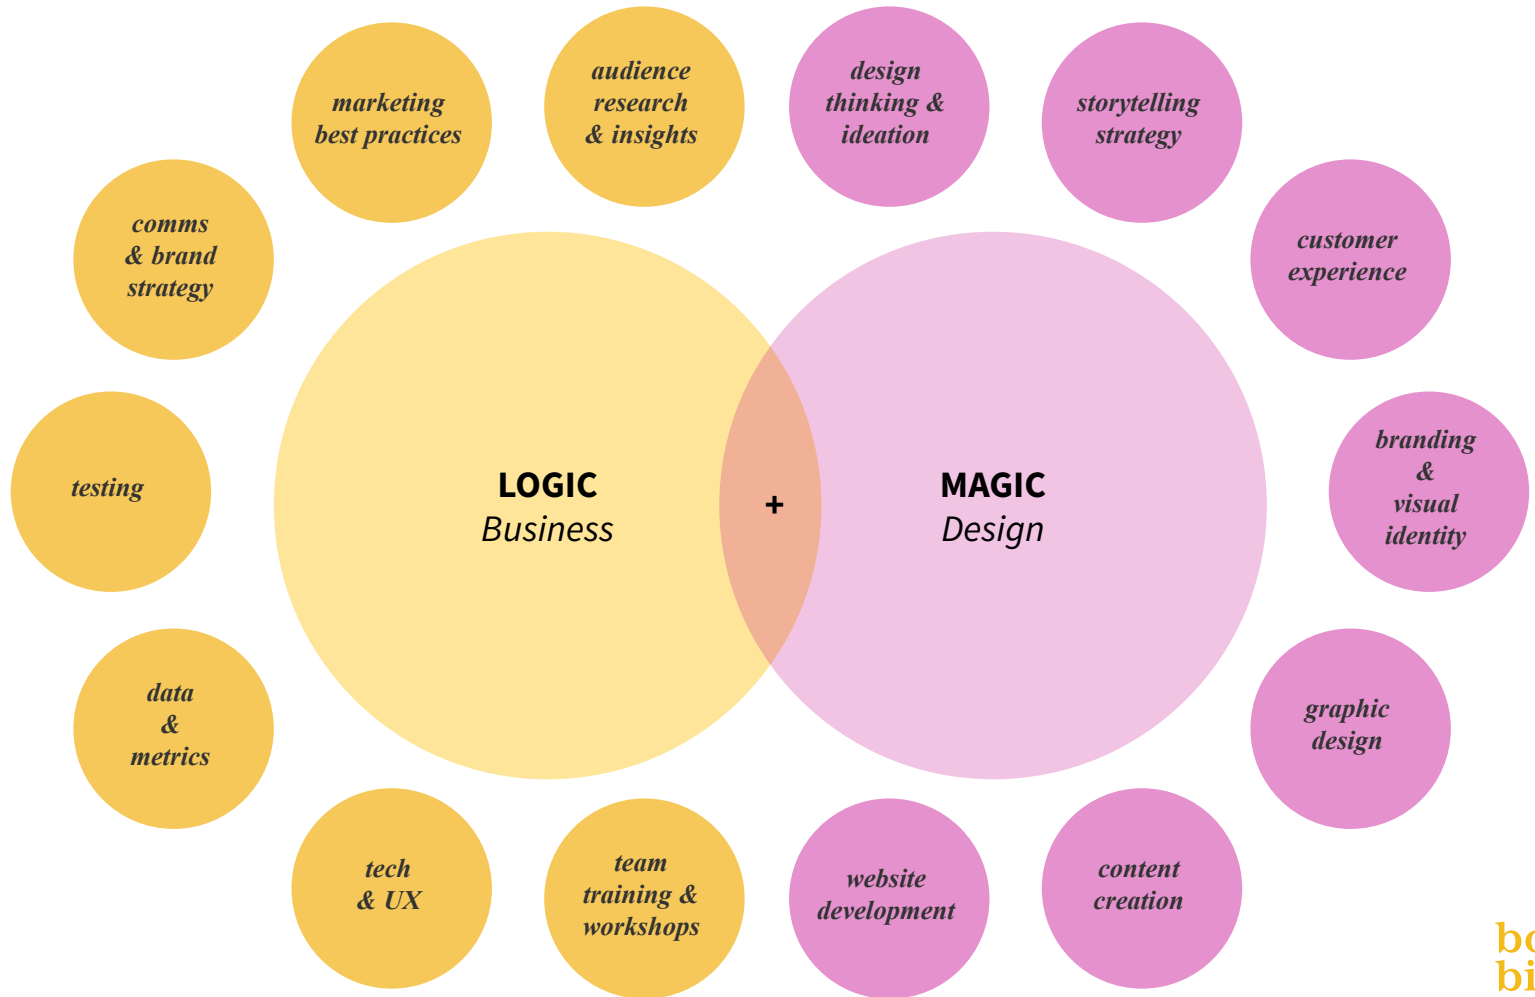 audience
research
& insights
design
thinking &
ideation
marketing
best practices
storytelling
strategy
comms
& brand
strategy
customer
experience
testing
LOGIC
Business
+
MAGIC
Design
branding
&
visual
identity
data
&
metrics
graphic
design
tech
& UX
team
training &
workshops
website
development
content
creation